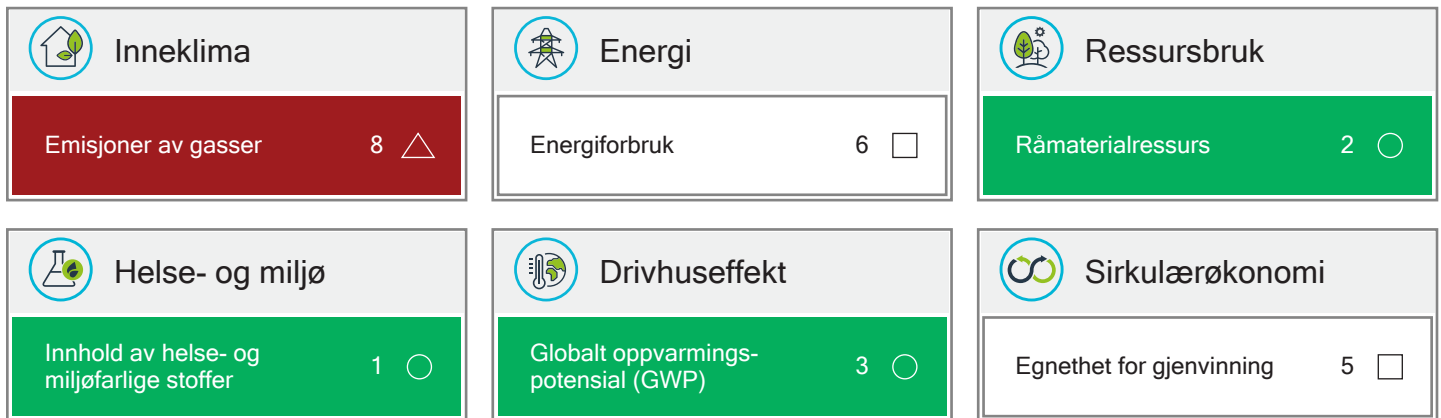 Inneklima
Emisjoner av gasser 8
Energi
Energiforbruk 6
Ressursbruk
Råmaterialressurs 2
Helse- og miljø
Innhold av helse- og
miljøfarlige stoffer 1
Drivhuseffekt
Globalt oppvarmings-
potensial (GWP) 3
Sirkulærøkonomi
Egnethet for gjenvinning 5